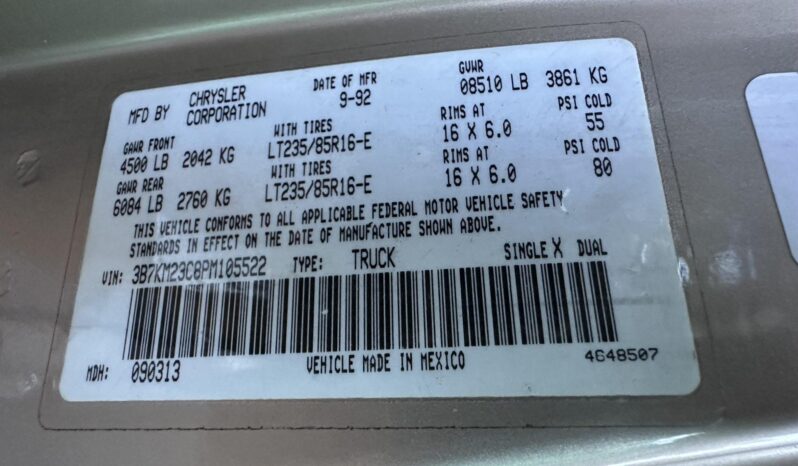 MFD BY CHRYSLER CORPORATION DATE OF MFR 9-92 GVWR 08510 LB 3861 KG
GAWR FRONT WITH TIRES RIMS AT PSI COLD
4500 LB 2042 KG LT235/85R16-E 16 X 6.0 55
GAWR REAR WITH TIRES RIMS AT PSI COLD
6084 LB 2760 KG LT235/85R16-E 16 X 6.0 80
THIS VEHICLE CONFORMS TO ALL APPLICABLE FEDERAL MOTOR VEHICLE SAFETY
STANDARDS IN EFFECT ON THE DATE OF MANUFACTURE SHOWN ABOVE.
VIN: 3B7KM23C8PM105522 TYPE: TRUCK SINGLE X DUAL
MDH: 090313 VEHICLE MADE IN MEXICO 4648507